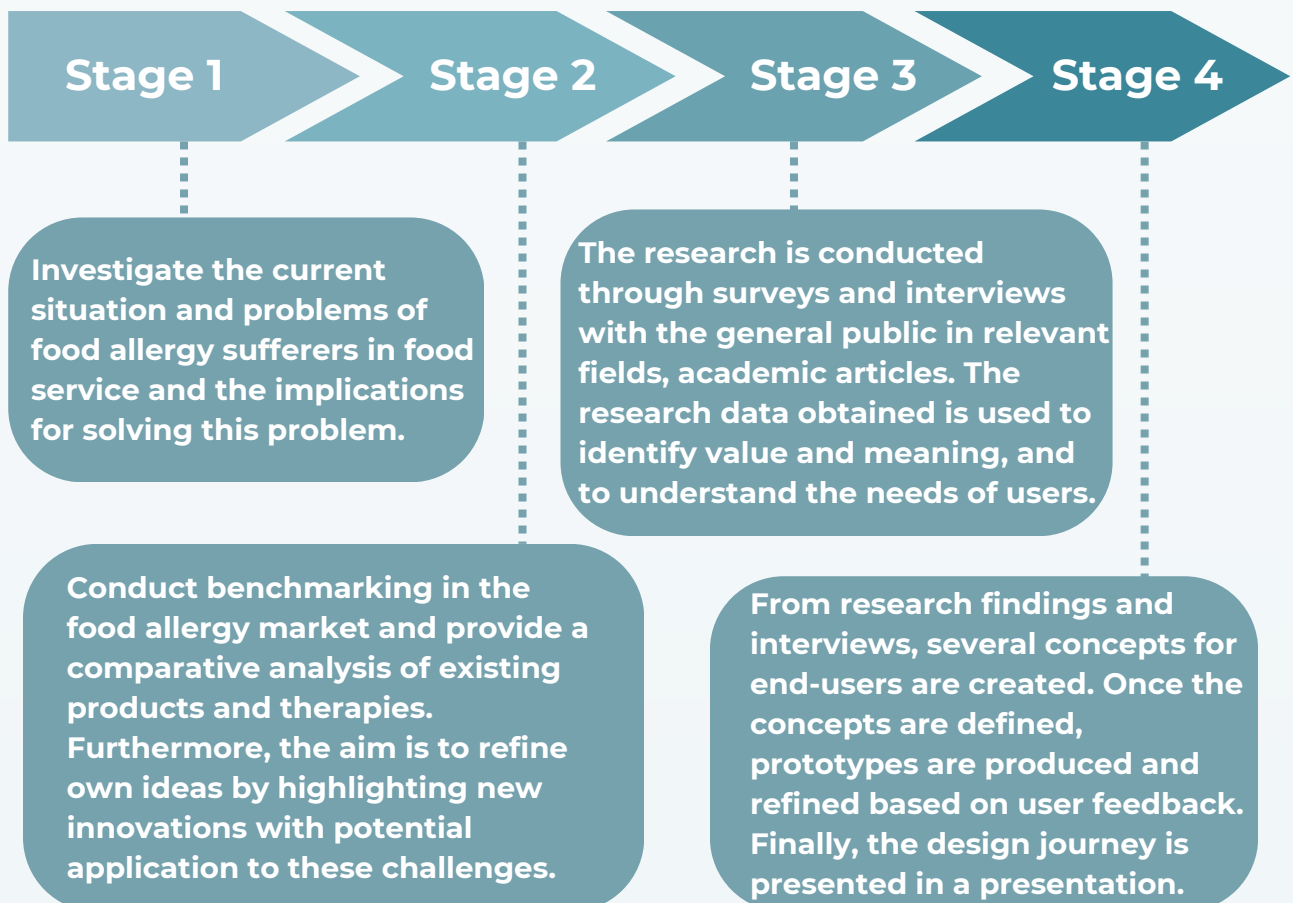 Stage 1
Stage 2
Stage 3
Stage 4
Investigate the current
situation and problems of
food allergy sufferers in food
service and the implications
for solving this problem.
Conduct benchmarking in the
food allergy market and provide a
comparative analysis of existing
products and therapies.
Furthermore, the aim is to refine
own ideas by highlighting new
innovations with potential
application to these challenges.
The research is conducted
through surveys and interviews
with the general public in relevant
fields, academic articles. The
research data obtained is used to
identify value and meaning, and
to understand the needs of users.
From research findings and
interviews, several concepts for
end-users are created. Once the
concepts are defined,
prototypes are produced and
refined based on user feedback.
Finally, the design journey is
presented in a presentation.